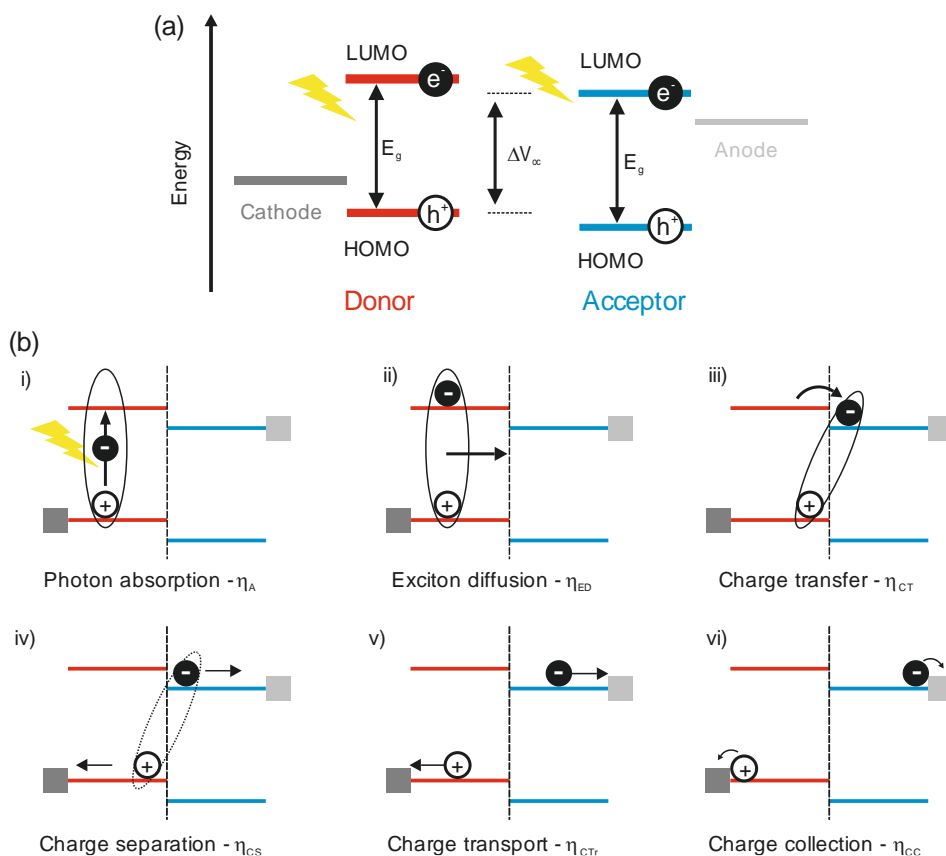 (a)
Energy
LUMO
e-
Eg
h+
HOMO
Donor
Cathode
ΔVoc
LUMO
e-
Eg
h+
HOMO
Acceptor
Anode
(b)
i)
-
+
Photon absorption - ηA
ii)
-
+
Exciton diffusion - ηED
iii)
-
+
Charge transfer - ηCT
iv)
-
+
Charge separation - ηCS
v)
-
+
Charge transport - ηCTr
vi)
-
+
Charge collection - ηCC